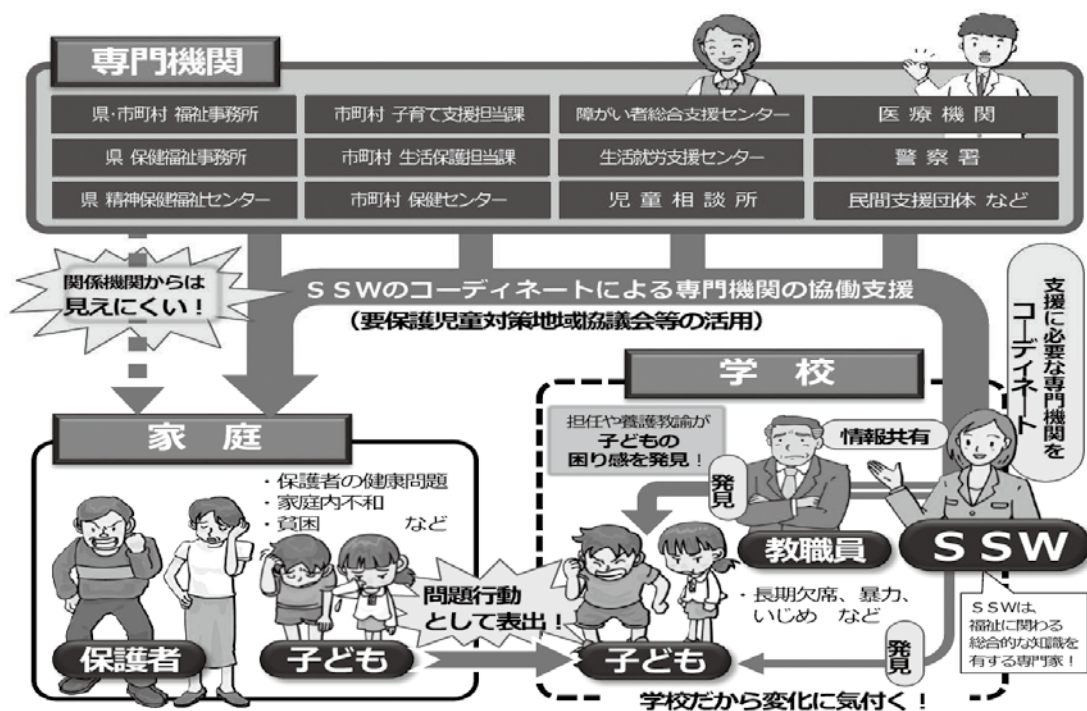 専門機関
県・市町村 福祉事務所
市町村 子育て支援担当課
障がい者総合支援センター
医療機関
県 保健福祉事務所
市町村 生活保護担当課
生活就労支援センター
警察署
県 精神保健福祉センター
市町村 保健センター
児童相談所
民間支援団体 など
関係機関からは
見えにくい！
ＳＳＷのコーディネートによる専門機関の協働支援
（要保護児童対策地域協議会等の活用）
支援に必要な専門機関を
コーディネート
学校
担任や養護教諭が
子どもの
困り感を発見！
情報共有
発見
家庭
・保護者の健康問題
・家庭内不和
・貧困 など
教職員
ＳＳＷ
・長期欠席、暴力、
いじめ など
問題行動
として表出！
発見
ＳＳＷは、
福祉に関わる
総合的な知識を
有する専門家！
保護者
子ども
子ども
学校だから変化に気付く！